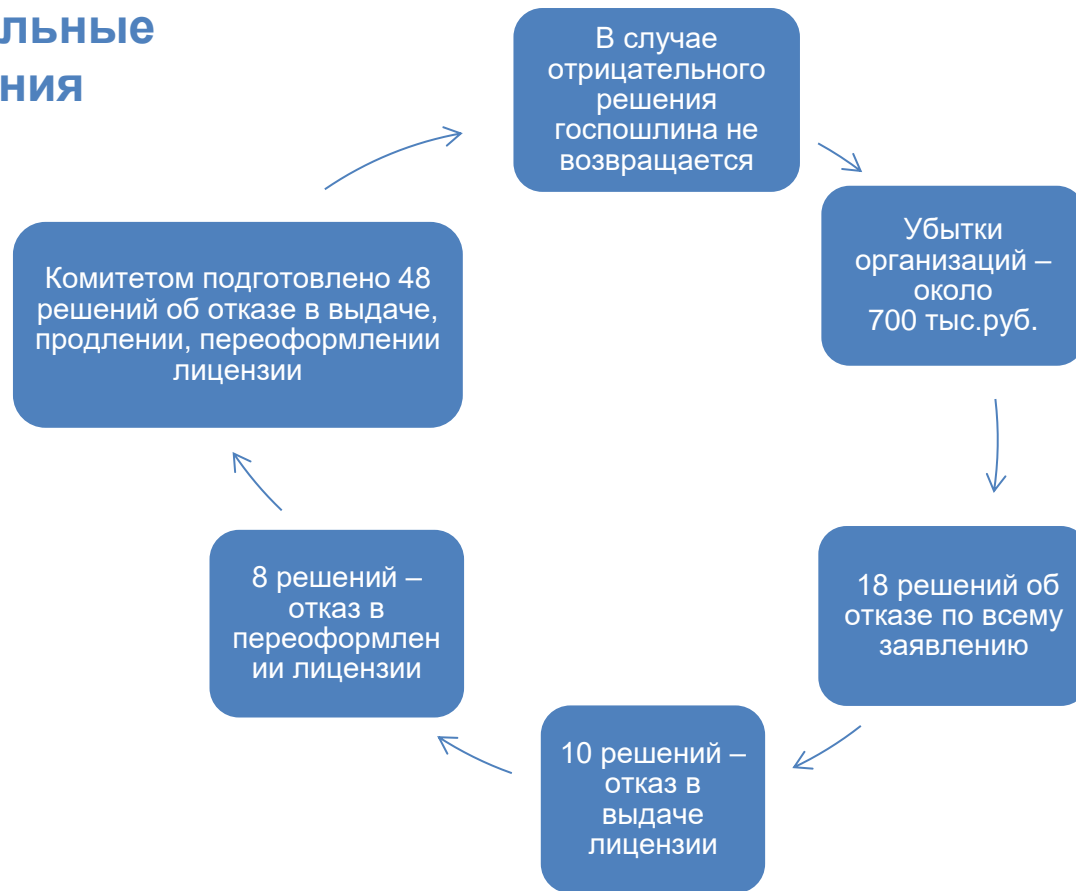 льные
ния
В случае
отрицательного
решения
госпошлина не
возвращается
Убытки
организаций –
около
700 тыс.руб.
18 решений об
отказе по всему
заявлению
10 решений –
отказ в
выдаче
лицензии
8 решений –
отказ в
переоформлен
ии лицензии
Комитетом подготовлено 48
решений об отказе в выдаче,
продлении, переоформлении
лицензии